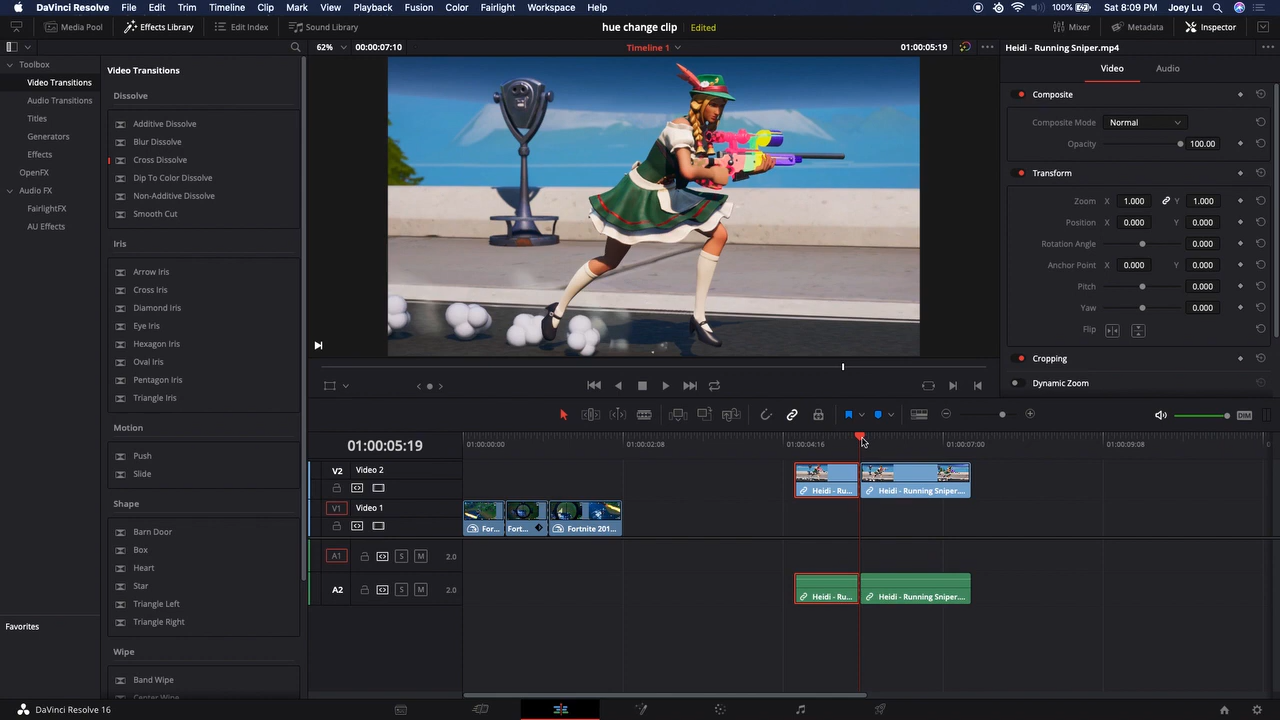 DaVinci Resolve File Edit Trim Timeline Clip Mark View Playback Fusion Color Fairlight Workspace Help 100% Sat 8:09 PM Joey Lu
Media Pool Effects Library Edit Index Sound Library hue change clip Edited Mixer Metadata Inspector
62% 00:00:07:10 Timeline 1 01:00:05:19 Heidi - Running Sniper.mp4
Toolbox
Video Transitions
Audio Transitions
Titles
Generators
Effects
OpenFX
Audio FX
FairlightFX
AU Effects
Favorites
Video Transitions
Dissolve
Additive Dissolve
Blur Dissolve
Cross Dissolve
Dip To Color Dissolve
Non-Additive Dissolve
Smooth Cut
Iris
Arrow Iris
Cross Iris
Diamond Iris
Eye Iris
Hexagon Iris
Oval Iris
Pentagon Iris
Triangle Iris
Motion
Push
Slide
Shape
Barn Door
Box
Heart
Star
Triangle Left
Triangle Right
Wipe
Band Wipe
Center Wipe
Video Audio
Composite
Composite Mode Normal
Opacity 100.00
Transform
Zoom X 1.000 Y 1.000
Position X 0.000 Y 0.000
Rotation Angle 0.000
Anchor Point X 0.000 Y 0.000
Pitch 0.000
Yaw 0.000
Flip
Cropping
Dynamic Zoom
DIM
01:00:05:19 01:00:00:00 01:00:02:08 01:00:04:16 01:00:07:00 01:00:09:08
V2 Video 2
Heidi - Ru... Heidi - Running Sniper....
V1 Video 1
For... Fort... Fortnite 201...
A1 S M 2.0
A2 S M 2.0
Heidi - Ru... Heidi - Running Sniper....
DaVinci Resolve 16